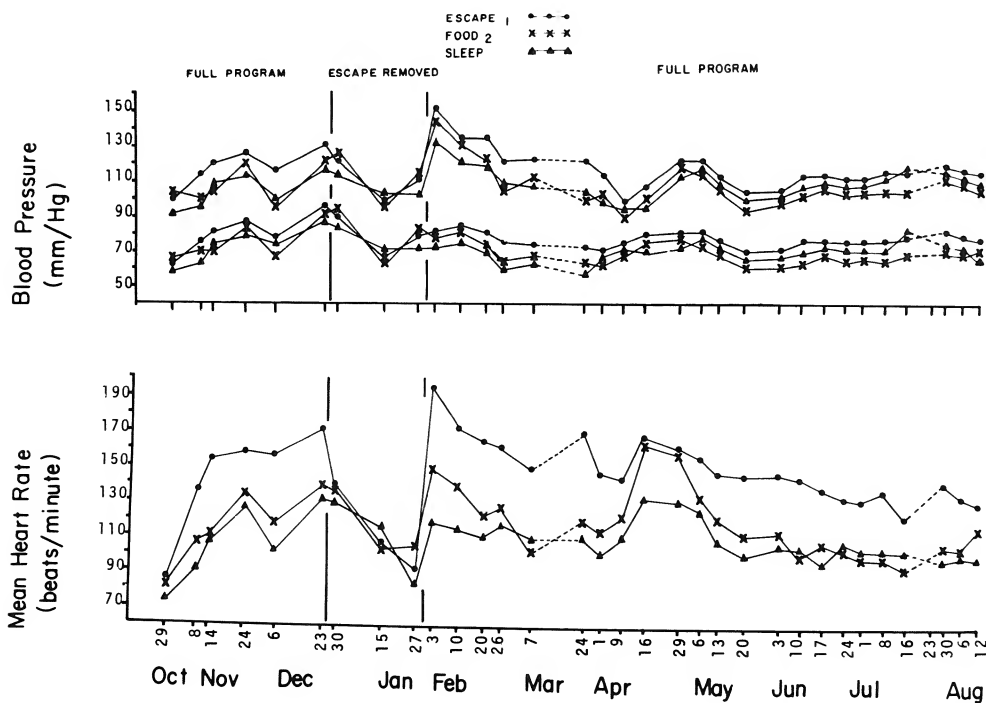 ESCAPE 1
FOOD 2
SLEEP
FULL PROGRAM ESCAPE REMOVED FULL PROGRAM
Blood Pressure
(mm/Hg)
150
130
110
90
70
50
Mean Heart Rate
(beats/minute)
190
170
150
130
110
90
70
29 8 14 24 6 23 30 15 27 3 10 20 26 7 24 1 9 16 29 6 13 20 3 10 17 24 1 8 16 23 30 6 12
Oct Nov Dec Jan Feb Mar Apr May Jun Jul Aug